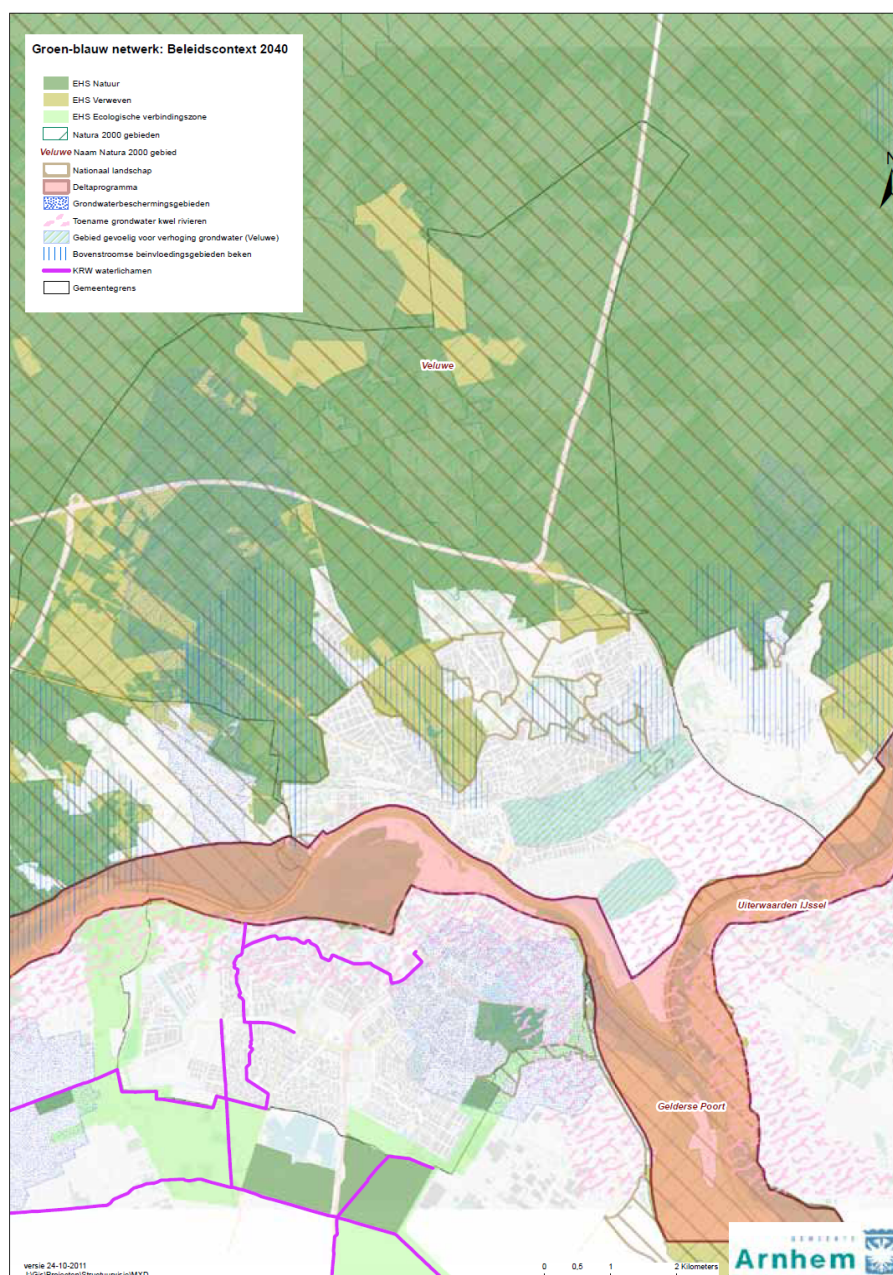 Groen-blauw netwerk: Beleidscontext 2040
EHS Natuur
EHS Verweven
EHS Ecologische verbindingszone
Natura 2000 gebieden
Veluwe Naam Natura 2000 gebied
Nationaal landschap
Deltaprogramma
Grondwaterbeschermingsgebieden
Toename grondwater kwel rivieren
Gebied gevoelig voor verhoging grondwater (Veluwe)
Bovenstroomse beinvloedingsgebieden beken
KRW waterlichamen
Gemeentegrens
N
Veluwe
Uiterwaarden IJssel
Gelderse Poort
versie 24-10-2011
0 0,5 1 2 Kilometers
GEMEENTE
Arnhem